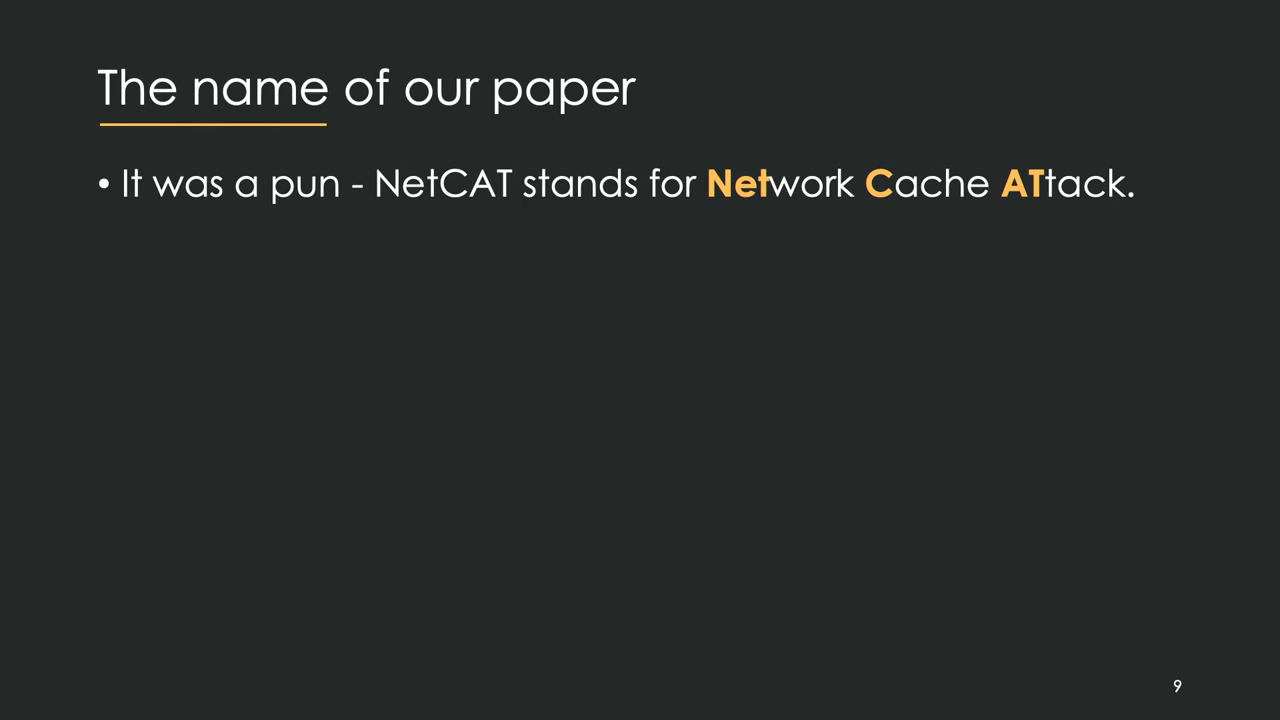 The name of our paper
• It was a pun - NetCAT stands for Network Cache ATtack.
9